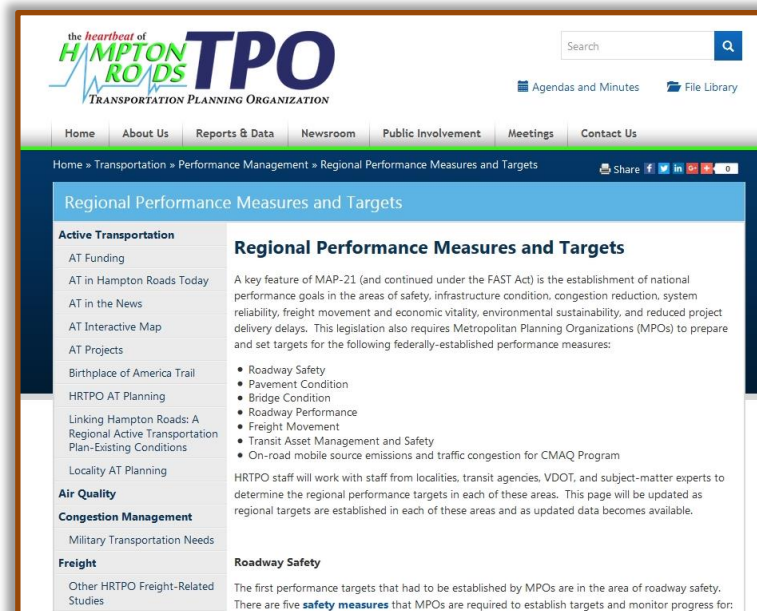 the heartbeat of
HAMPTON
ROADS
TPO
TRANSPORTATION PLANNING ORGANIZATION
Search
Agendas and Minutes
File Library
Home
About Us
Reports & Data
Newsroom
Public Involvement
Meetings
Contact Us
Home » Transportation » Performance Management » Regional Performance Measures and Targets
Share
0
Regional Performance Measures and Targets
Active Transportation
AT Funding
AT in Hampton Roads Today
AT in the News
AT Interactive Map
AT Projects
Birthplace of America Trail
HRTPO AT Planning
Linking Hampton Roads: A
Regional Active Transportation
Plan-Existing Conditions
Locality AT Planning
Air Quality
Congestion Management
Military Transportation Needs
Freight
Other HRTPO Freight-Related
Studies
Regional Performance Measures and Targets
A key feature of MAP-21 (and continued under the FAST Act) is the establishment of national
performance goals in the areas of safety, infrastructure condition, congestion reduction, system
reliability, freight movement and economic vitality, environmental sustainability, and reduced project
delivery delays. This legislation also requires Metropolitan Planning Organizations (MPOs) to prepare
and set targets for the following federally-established performance measures:
• Roadway Safety
• Pavement Condition
• Bridge Condition
• Roadway Performance
• Freight Movement
• Transit Asset Management and Safety
• On-road mobile source emissions and traffic congestion for CMAQ Program
HRTPO staff will work with staff from localities, transit agencies, VDOT, and subject-matter experts to
determine the regional performance targets in each of these areas. This page will be updated as
regional targets are established in each of these areas and as updated data becomes available.
Roadway Safety
The first performance targets that had to be established by MPOs are in the area of roadway safety.
There are five safety measures that MPOs are required to establish targets and monitor progress for: